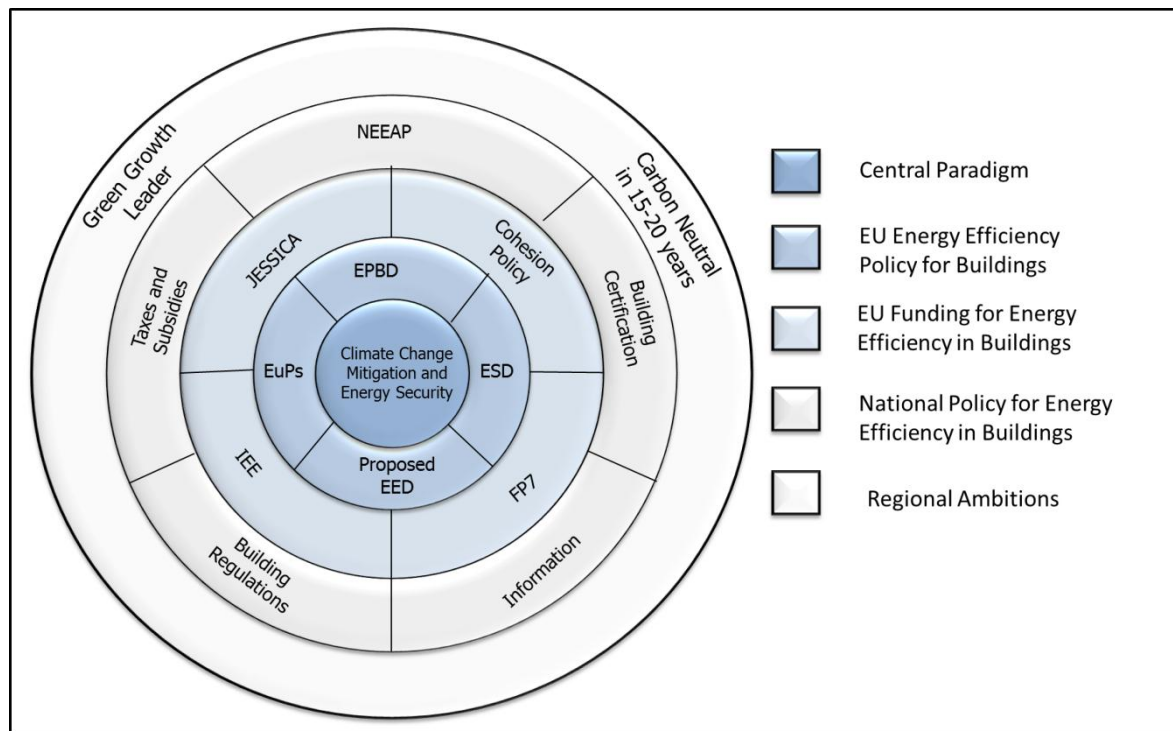 NEEAP
Green Growth
Leader
Carbon Neutral
in 15-20 years
JESSICA
Cohesion
Policy
EPBD
Taxes and
Subsidies
Building
Certification
EuPs
Climate Change
Mitigation and
Energy Security
ESD
IEE
Proposed
EED
FP7
Building
Regulations
Information
Central Paradigm
EU Energy Efficiency
Policy for Buildings
EU Funding for Energy
Efficiency in Buildings
National Policy for Energy
Efficiency in Buildings
Regional Ambitions